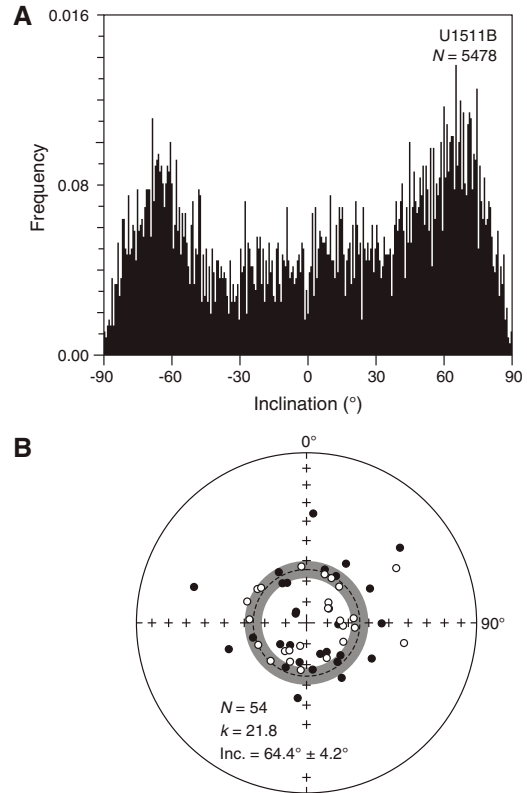 A
0.016
U1511B
N = 5478
Frequency
0.08
0.00
-90 -60 -30 0 30 60 90
Inclination (°)
B
0°
90°
N = 54
k = 21.8
Inc. = 64.4° ± 4.2°